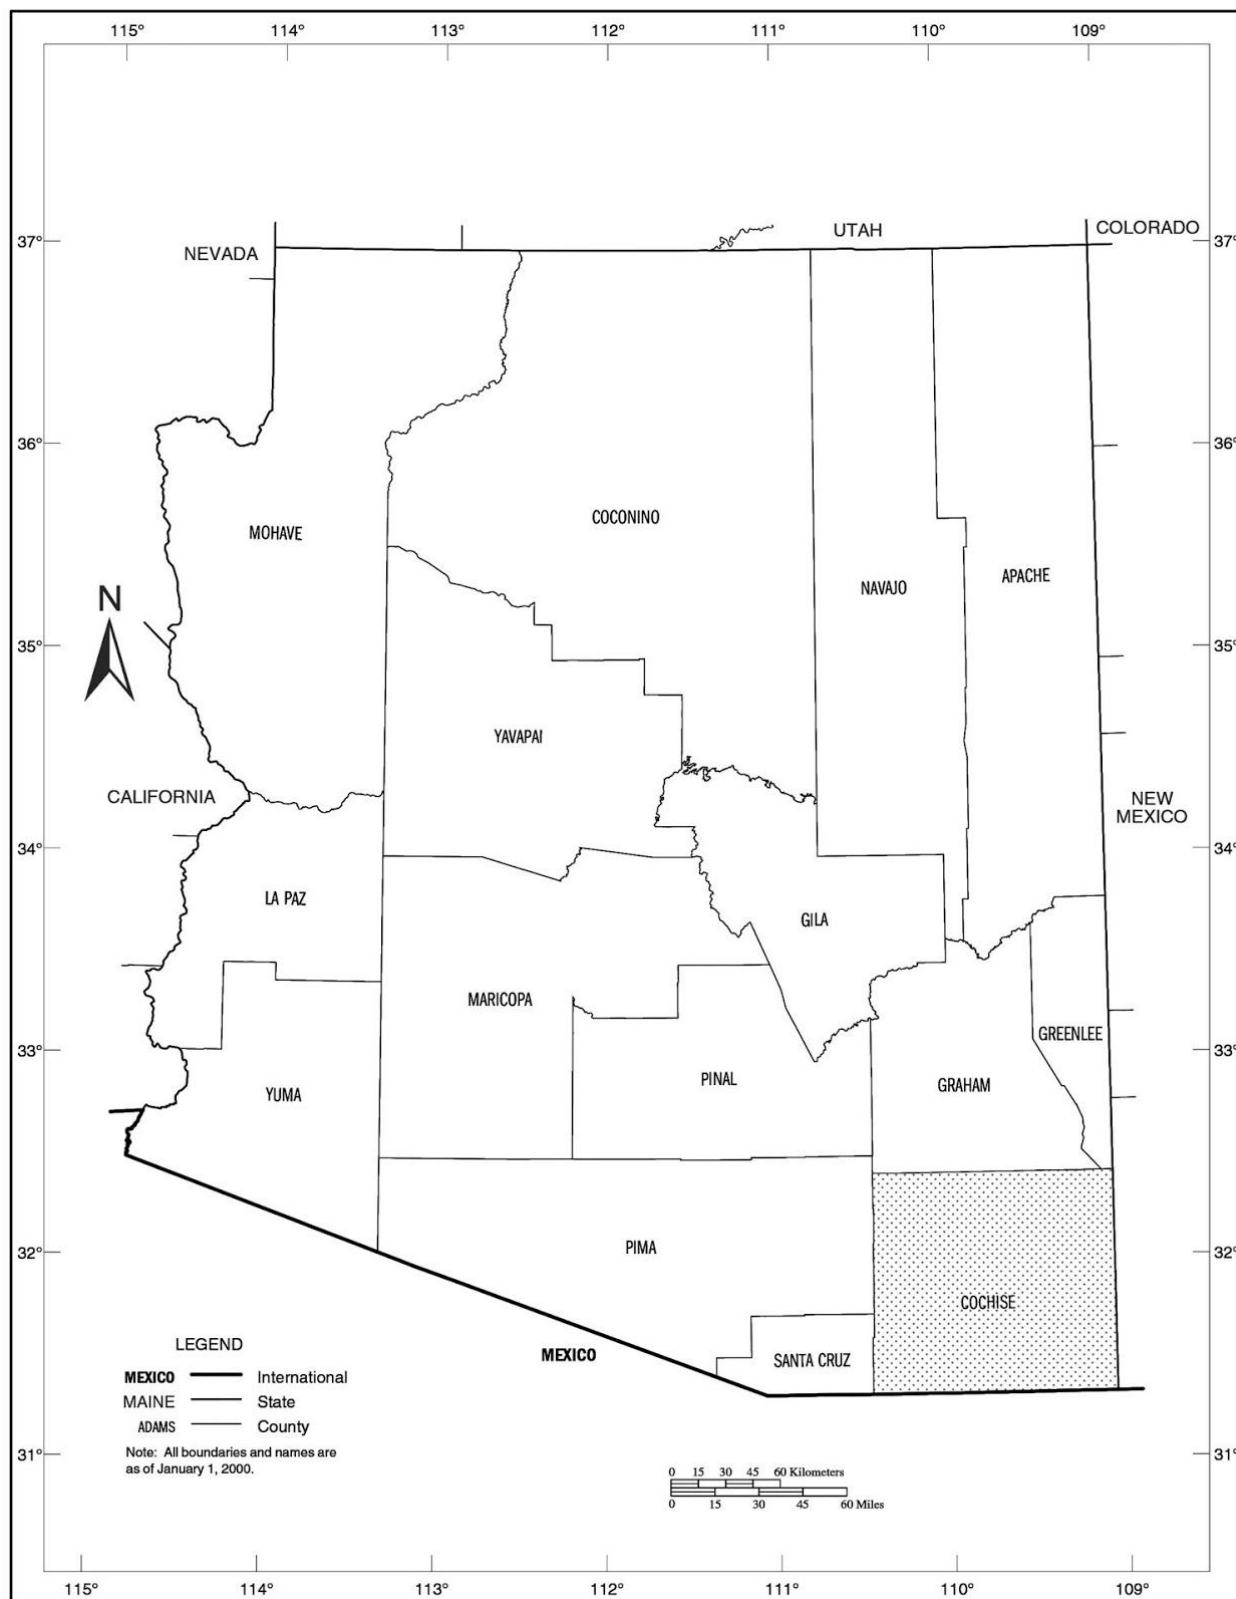 115° 114° 113° 112° 111° 110° 109°
37° NEVADA UTAH COLORADO 37°
36° 36°
MOHAVE COCONINO
NAVAJO APACHE
N
35° 35°
YAVAPAI
CALIFORNIA NEW
MEXICO
34° 34°
LA PAZ GILA
MARICOPA
33° GREENLEE 33°
YUMA PINAL GRAHAM
32° PIMA 32°
COCHISE
MEXICO SANTA CRUZ
LEGEND
MEXICO International
MAINE State
ADAMS County
Note: All boundaries and names are
as of January 1, 2000.
31° 31°
0 15 30 45 60 Kilometers
0 15 30 45 60 Miles
115° 114° 113° 112° 111° 110° 109°